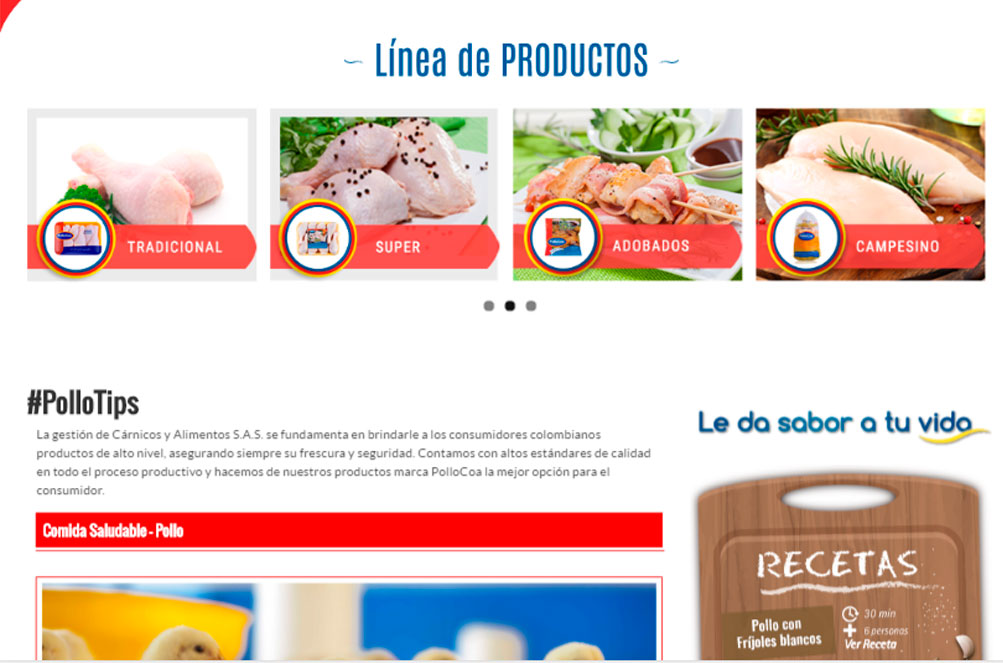 Línea de PRODUCTOS
TRADICIONAL
SUPER
ADOBADOS
CAMPESINO
#PolloTips
La gestión de Cárnicos y Alimentos S.A.S. se fundamenta en brindarle a los consumidores colombianos
productos de alto nivel, asegurando siempre su frescura y seguridad. Contamos con altos estándares de calidad
en todo el proceso productivo y hacemos de nuestros productos marca PolloCoa la mejor opción para el
consumidor.
Comida Saludable - Pollo
Le da sabor a tu vida
RECETAS
Pollo con
Fríjoles blancos
30 min
6 personas
Ver Receta